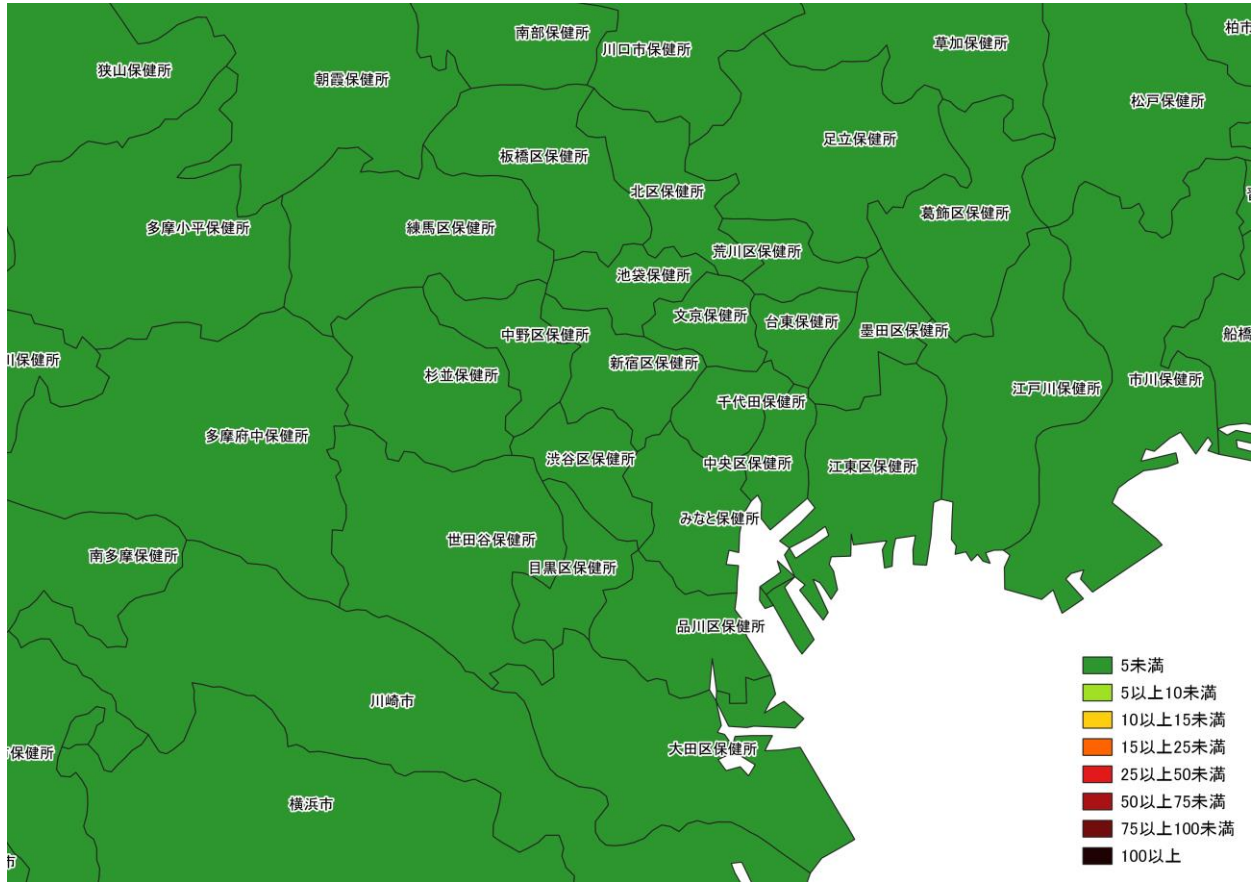 南部保健所
川口市保健所
草加保健所
柏市
狭山保健所
朝霞保健所
松戸保健所
足立保健所
板橋区保健所
北区保健所
多摩小平保健所
練馬区保健所
葛飾区保健所
荒川区保健所
池袋保健所
文京保健所
台東保健所
墨田区保健所
中野区保健所
新宿区保健所
船橋
川保健所
杉並保健所
市川保健所
江戸川保健所
千代田保健所
多摩府中保健所
渋谷区保健所
中央区保健所
江東区保健所
みなと保健所
世田谷保健所
南多摩保健所
目黒区保健所
品川区保健所
川崎市
大田区保健所
保健所
横浜市
市
5未満
5以上10未満
10以上15未満
15以上25未満
25以上50未満
50以上75未満
75以上100未満
100以上